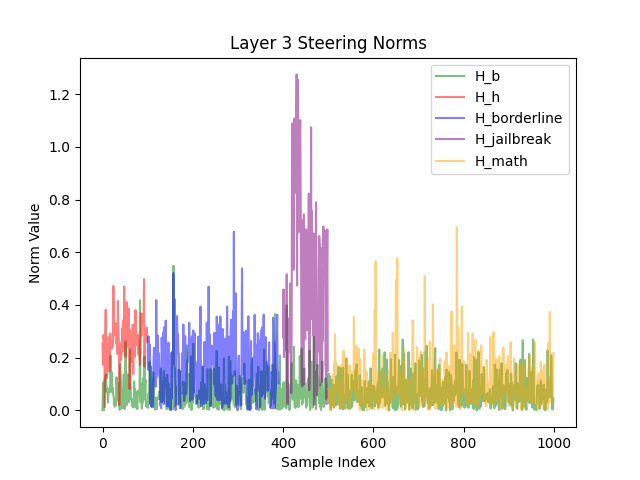 Layer 3 Steering Norms
1.2
1.0
0.8
0.6
0.4
0.2
0.0
Norm Value
H_b
H_h
H_borderline
H_jailbreak
H_math
0
200
400
600
800
1000
Sample Index